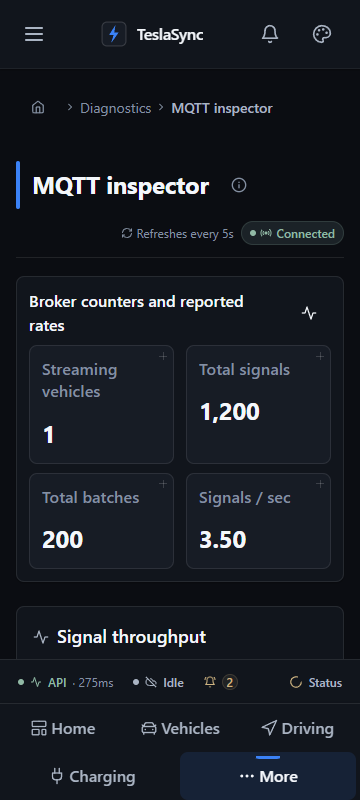 TeslaSync
Diagnostics MQTT inspector
MQTT inspector
Refreshes every 5s Connected
Broker counters and reported
rates
Streaming
vehicles
1
Total signals
1,200
Total batches
200
Signals / sec
3.50
Signal throughput
API · 275ms Idle 2 Status
Home Vehicles Driving
Charging More